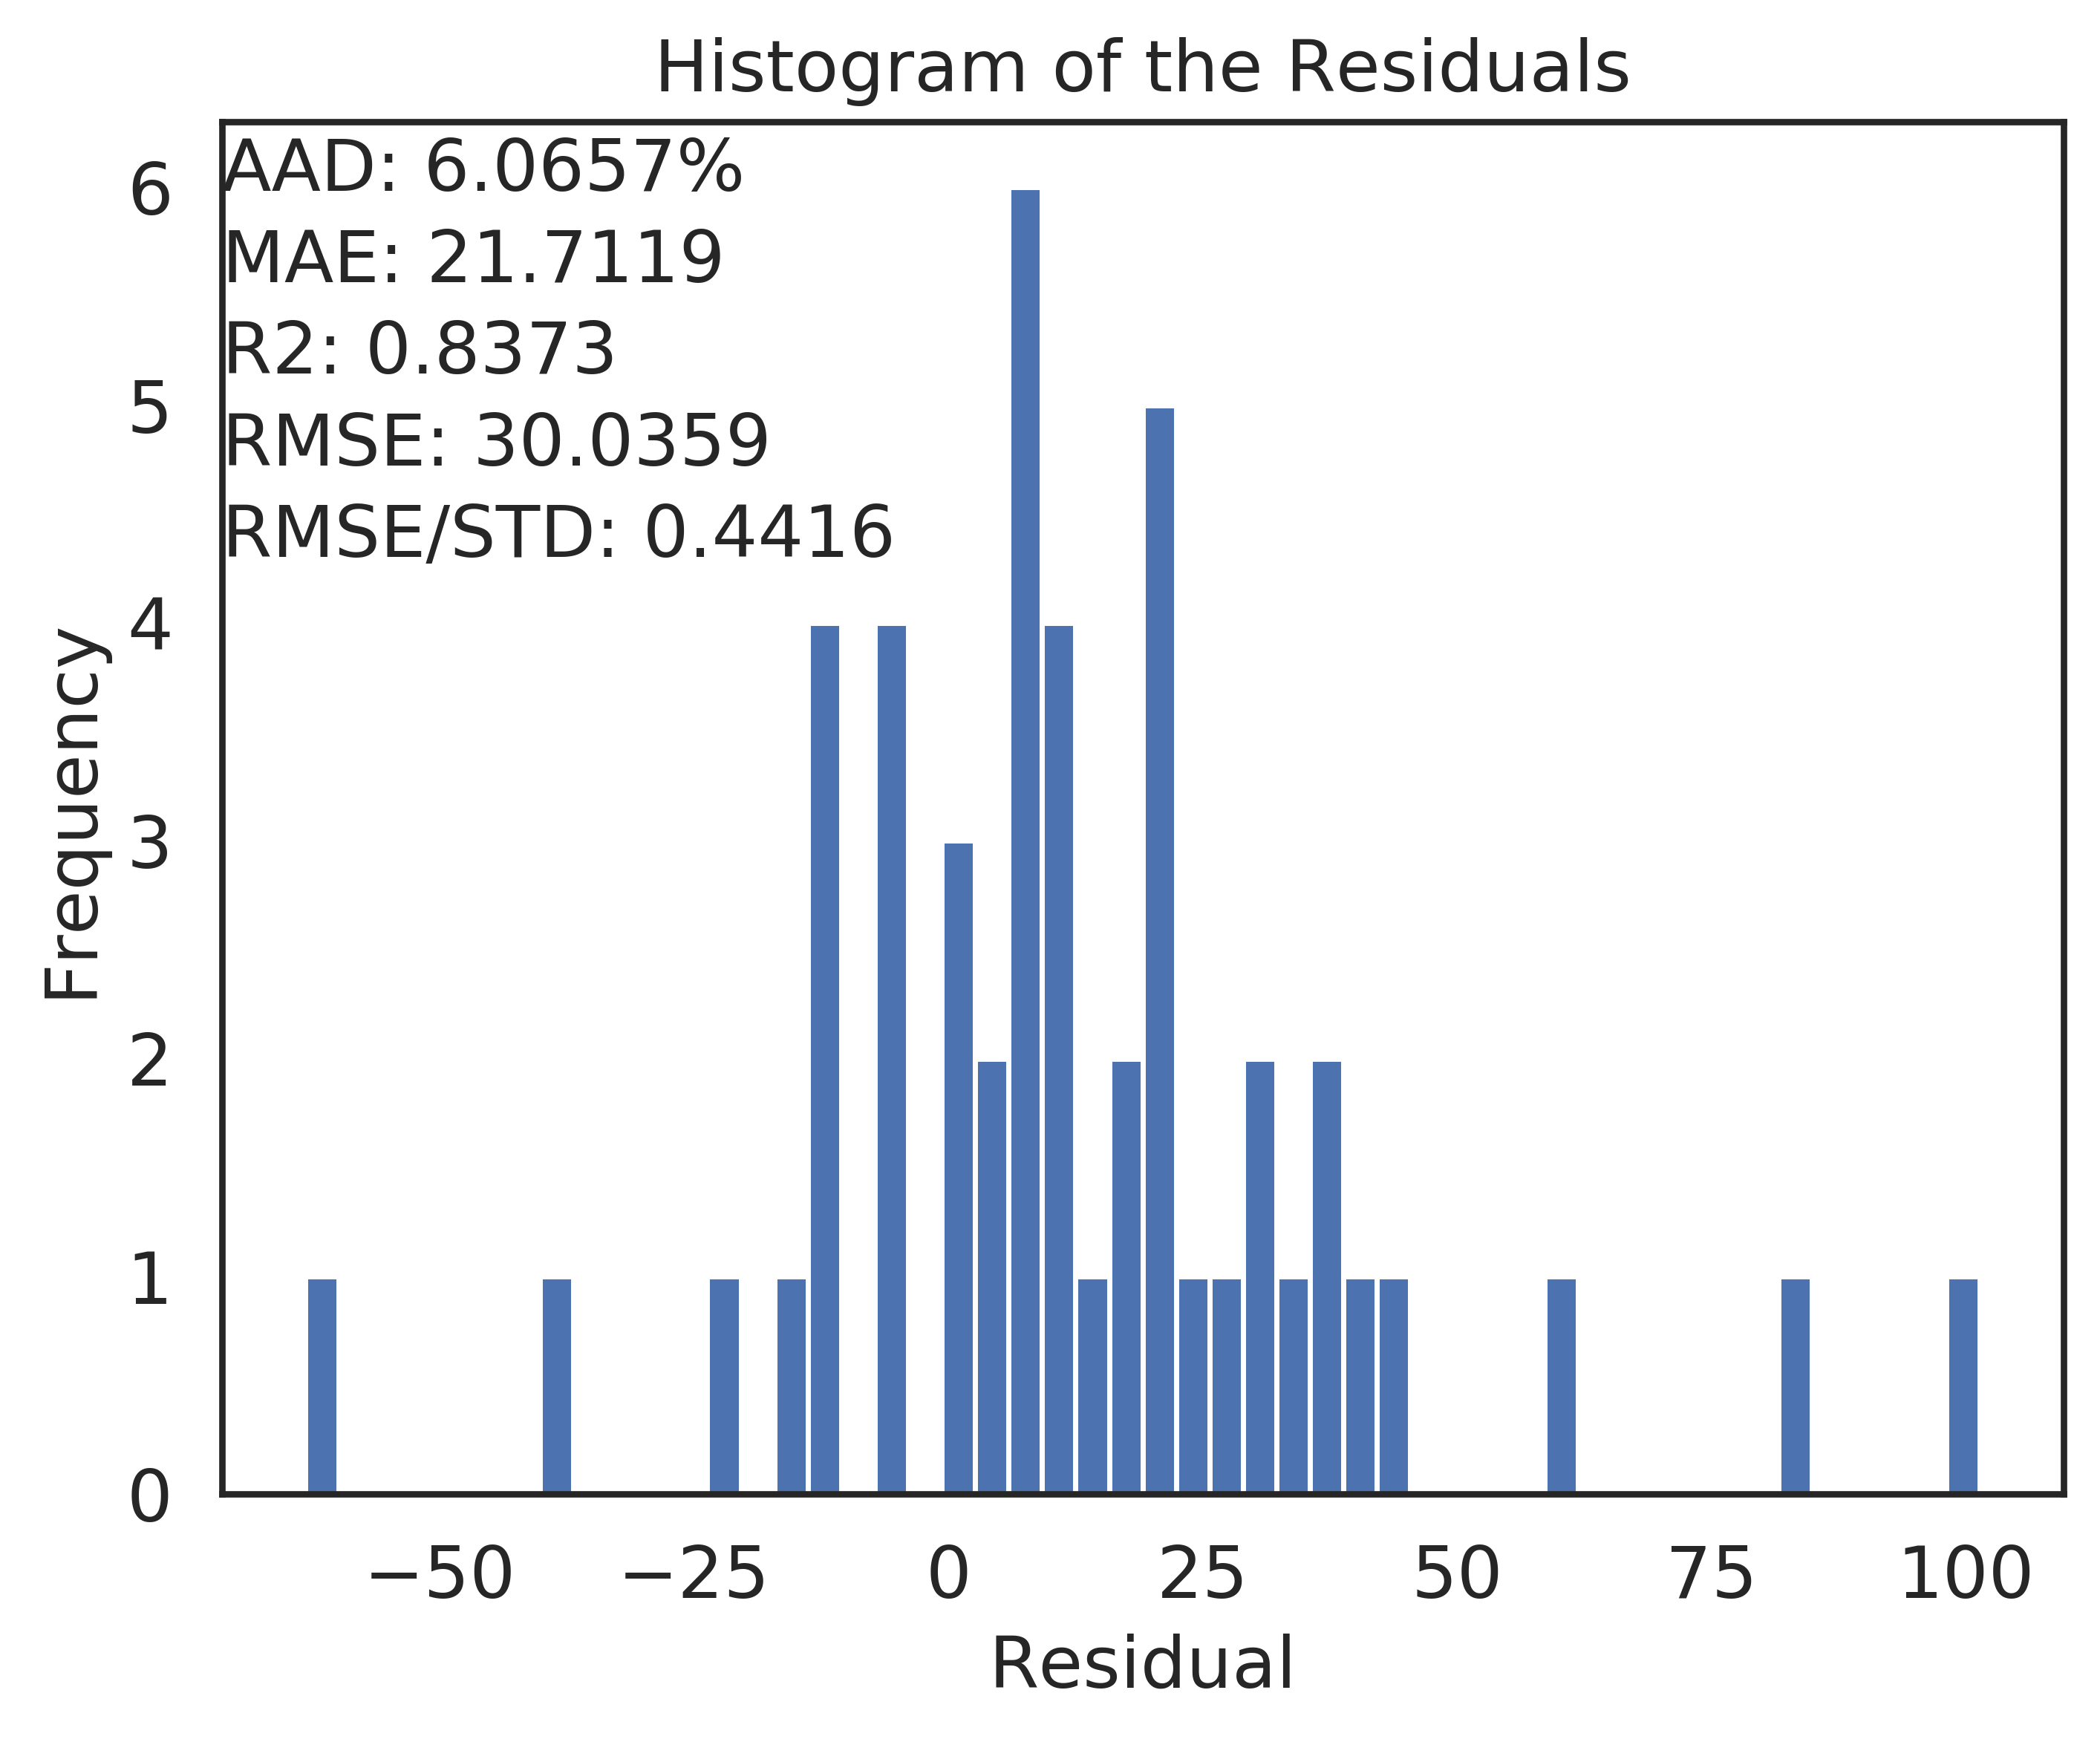 Histogram of the Residuals
AAD: 6.0657%
MAE: 21.7119
R2: 0.8373
RMSE: 30.0359
RMSE/STD: 0.4416
Frequency
6
5
4
3
2
1
0
−50 −25 0 25 50 75 100
Residual